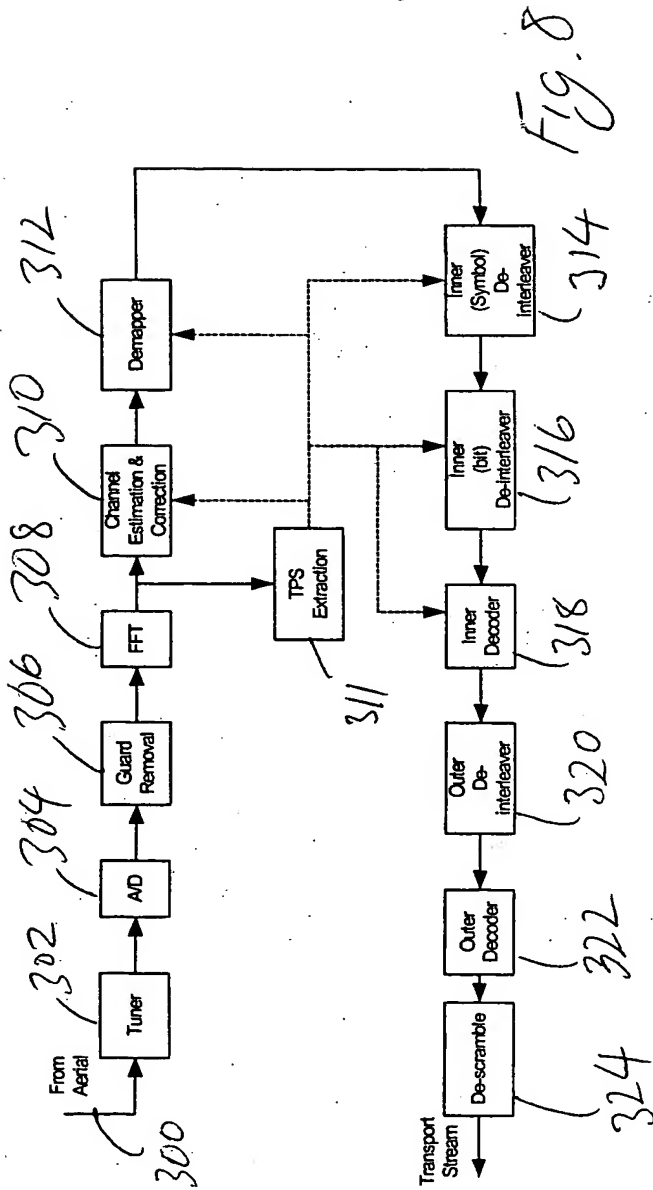 From
Aerial
300
Tuner
302
A/D
304
Guard
Removal
306
FFT
308
Channel
Estimation &
Correction
310
Demapper
312
TPS
Extraction
311
Inner
(Symbol)
De-
interleaver
314
Inner
(bit)
De-interleaver
316
Inner
Decoder
318
Outer
De-
interleaver
320
Outer
Decoder
322
De-scramble
324
Transport
Stream
Fig. 8